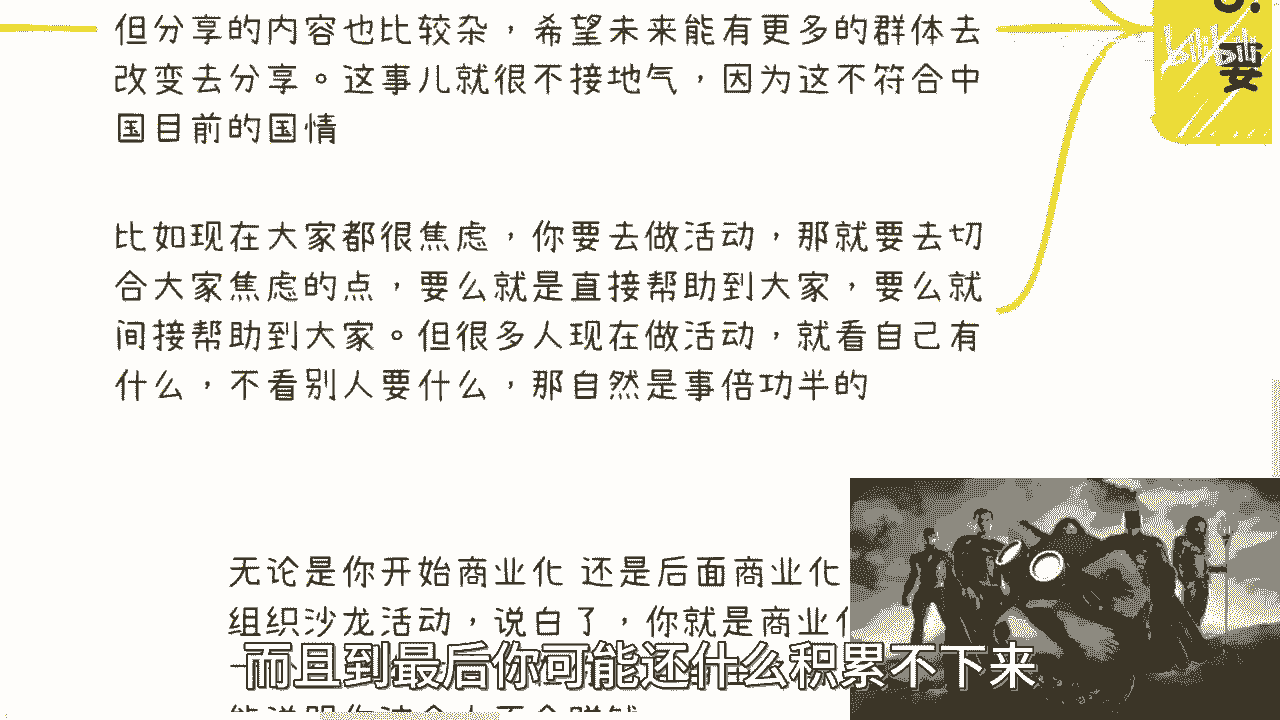 但分享的内容也比较杂，希望未来能有更多的群体去
改变去分享。这事儿就很不接地气，因为这不符合中
国目前的国情
要
比如现在大家都很焦虑，你要去做活动，那就要去切
合大家焦虑的点，要么就是直接帮助到大家，要么就
间接帮助到大家。但很多人现在做活动，就看自己有
什么，不看别人要什么，那自然是事倍功半的
无论是你开始商业化 还是后面商业化
组织沙龙活动，说白了，你就是商业化
而且到最后你可能还什么积累不下来